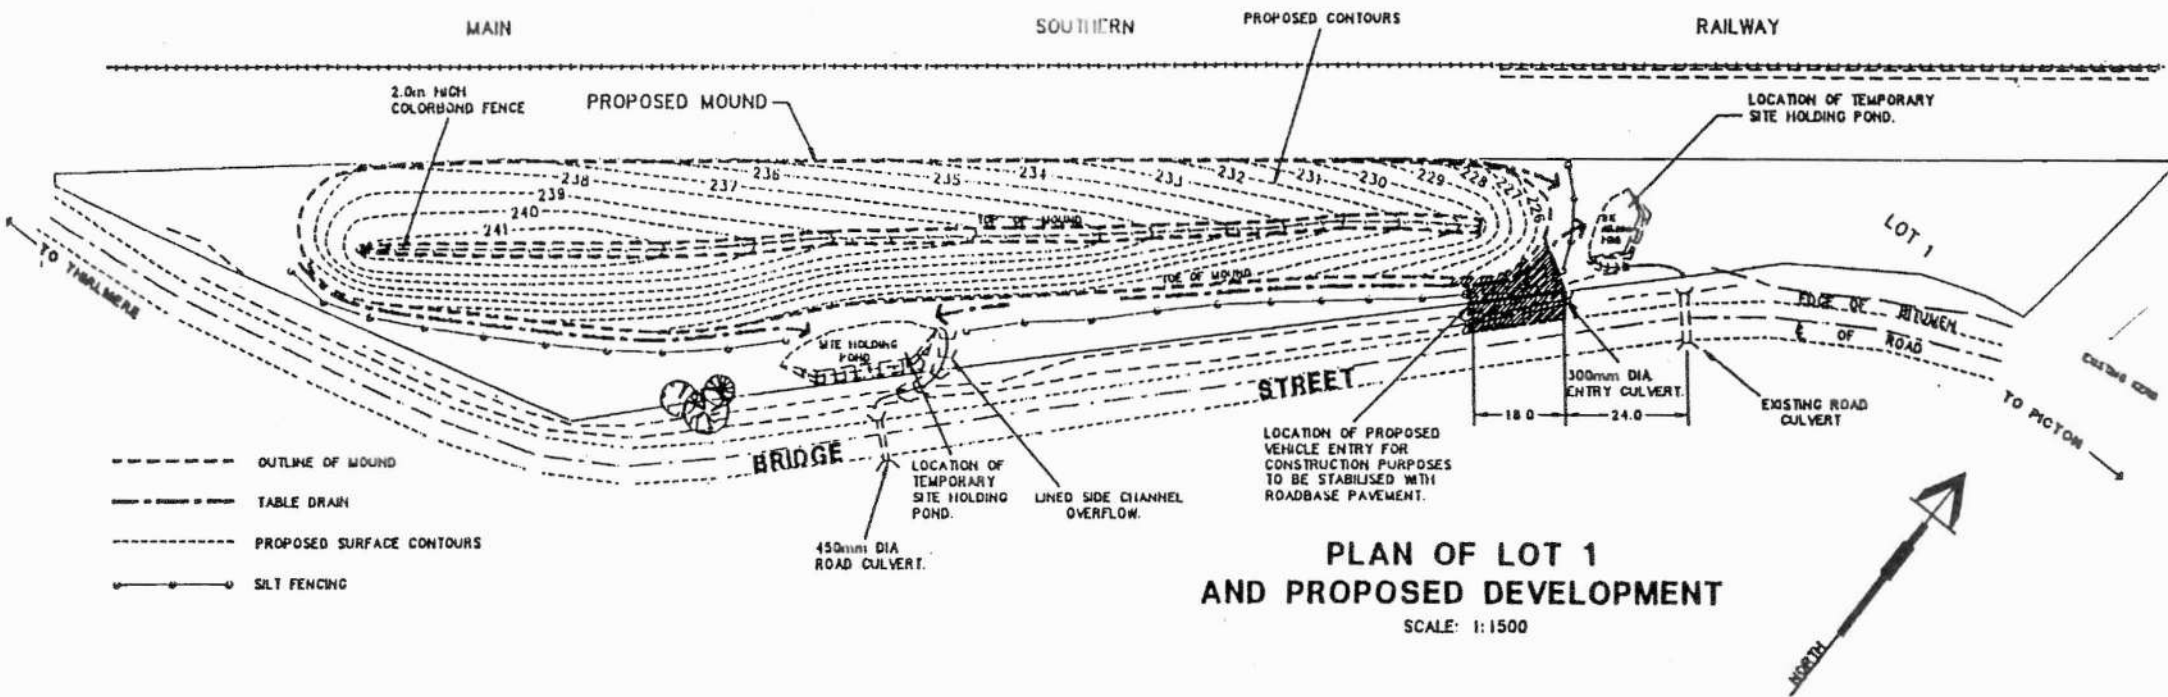 MAIN
SOUTHERN
PROPOSED CONTOURS
RAILWAY
2.0m HIGH
COLORBOND FENCE
PROPOSED MOUND
LOCATION OF TEMPORARY
SITE HOLDING POND.
238
239
237
236
235
234
233
232
231
230
229
228
227
226
240
241
TOP OF MOUND
TOE OF MOUND
LOT 1
TO THIRLMERE
SITE HOLDING
POND
EDGE OF BITUMEN
℄ OF ROAD
EXISTING KERB
TO PICTON
BRIDGE
STREET
300mm DIA
ENTRY CULVERT.
18.0
24.0
EXISTING ROAD
CULVERT
LOCATION OF PROPOSED
VEHICLE ENTRY FOR
CONSTRUCTION PURPOSES
TO BE STABILISED WITH
ROADBASE PAVEMENT.
LOCATION OF
TEMPORARY
SITE HOLDING
POND.
LINED SIDE CHANNEL
OVERFLOW.
450mm DIA
ROAD CULVERT.
OUTLINE OF MOUND
TABLE DRAIN
PROPOSED SURFACE CONTOURS
SILT FENCING
PLAN OF LOT 1
AND PROPOSED DEVELOPMENT
SCALE: 1:1500
NORTH